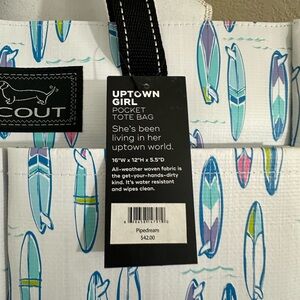 SCOUT
UPTOWN
GIRL
POCKET
TOTE BAG
She's been
living in her
uptown world.
16"W x 12"H x 5.5"D
All-weather woven fabric is
the get-your-hands-dirty
kind. It's water resistant
and wipes clean.
Pipedream
$42.00